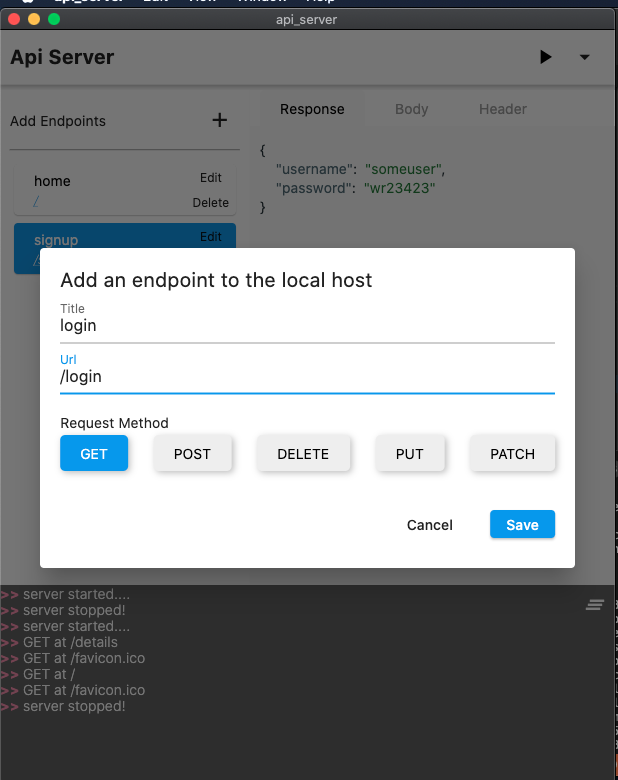 api_server
Api Server
Add Endpoints
+
Response
Body
Header
home
Edit
/
Delete
{
"username": "someuser",
"password": "wr23423"
}
signup
Edit
Add an endpoint to the local host
Title
login
Url
/login
Request Method
GET
POST
DELETE
PUT
PATCH
Cancel
Save
>> server started....
>> server stopped!
>> server started....
>> GET at /details
>> GET at /favicon.ico
>> GET at /
>> GET at /favicon.ico
>> server stopped!